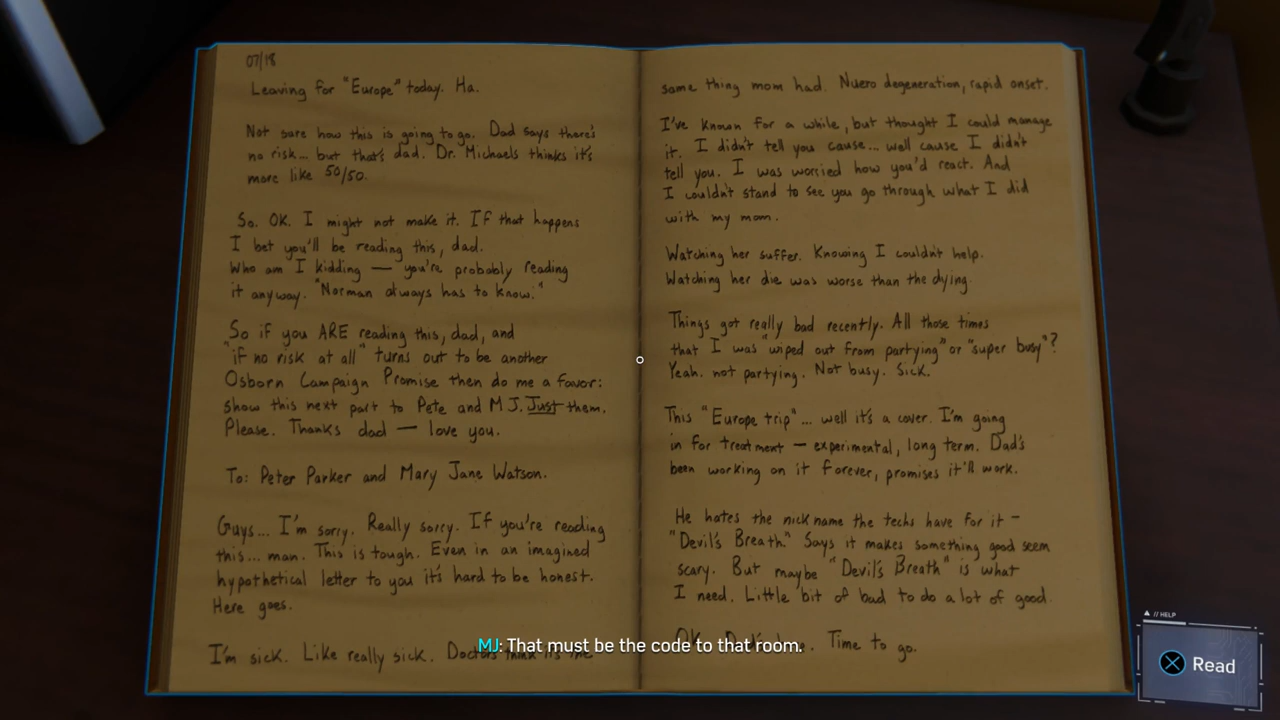 07/18
Leaving for "Europe" today. Ha.
Not sure how this is going to go. Dad says there's
no risk... but that's dad. Dr. Michaels thinks it's
more like 50/50.
So. OK. I might not make it. If that happens
I bet you'll be reading this, dad.
Who am I kidding — you're probably reading
it anyway. "Norman always has to know."
So if you ARE reading this, dad, and
"if no risk at all" turns out to be another
Osborn Campaign Promise then do me a favor:
show this next part to Pete and MJ. Just them.
Please. Thanks dad — love you.
To: Peter Parker and Mary Jane Watson.
Guys... I'm sorry. Really sorry. If you're reading
this... man. This is tough. Even in an imagined
hypothetical letter to you it's hard to be honest.
Here goes.
I'm sick. Like really sick. Doctors think it's the
same thing mom had. Nuero degeneration, rapid onset.
I've known for a while, but thought I could manage
it. I didn't tell you cause... well cause I didn't
tell you. I was worried how you'd react. And
I couldn't stand to see you go through what I did
with my mom.
Watching her suffer. Knowing I couldn't help.
Watching her die was worse than the dying.
Things got really bad recently. All those times
that I was "wiped out from partying" or "super busy"?
Yeah. not partying. Not busy. Sick.
This "Europe trip"... well it's a cover. I'm going
in for treatment — experimental, long term. Dad's
been working on it forever, promises it'll work.
He hates the nickname the techs have for it –
"Devil's Breath." Says it makes something good seem
scary. But maybe "Devil's Breath" is what
I need. Little bit of bad to do a lot of good.
OK. Dad's here. Time to go.
MJ: That must be the code to that room.
// HELP
Read